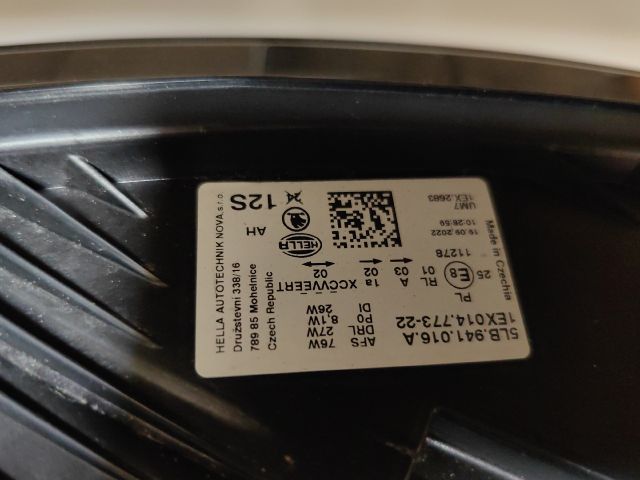 5LB.941.016.A
1EX014.773-22
AFS 76W
DRL 27W
PO 8,1W
DI 26W
PL
25 E8
11278
RL 01
A 03
1a 02
02
Made in Czechia
19.09.2022
10:28:59
UM7
1EX.2683
HELLA
AH
24 12S
HELLA AUTOTECHNIK NOVA, s.r.o.
Družstevní 338/16
789 85 Mohelnice
Czech Republic